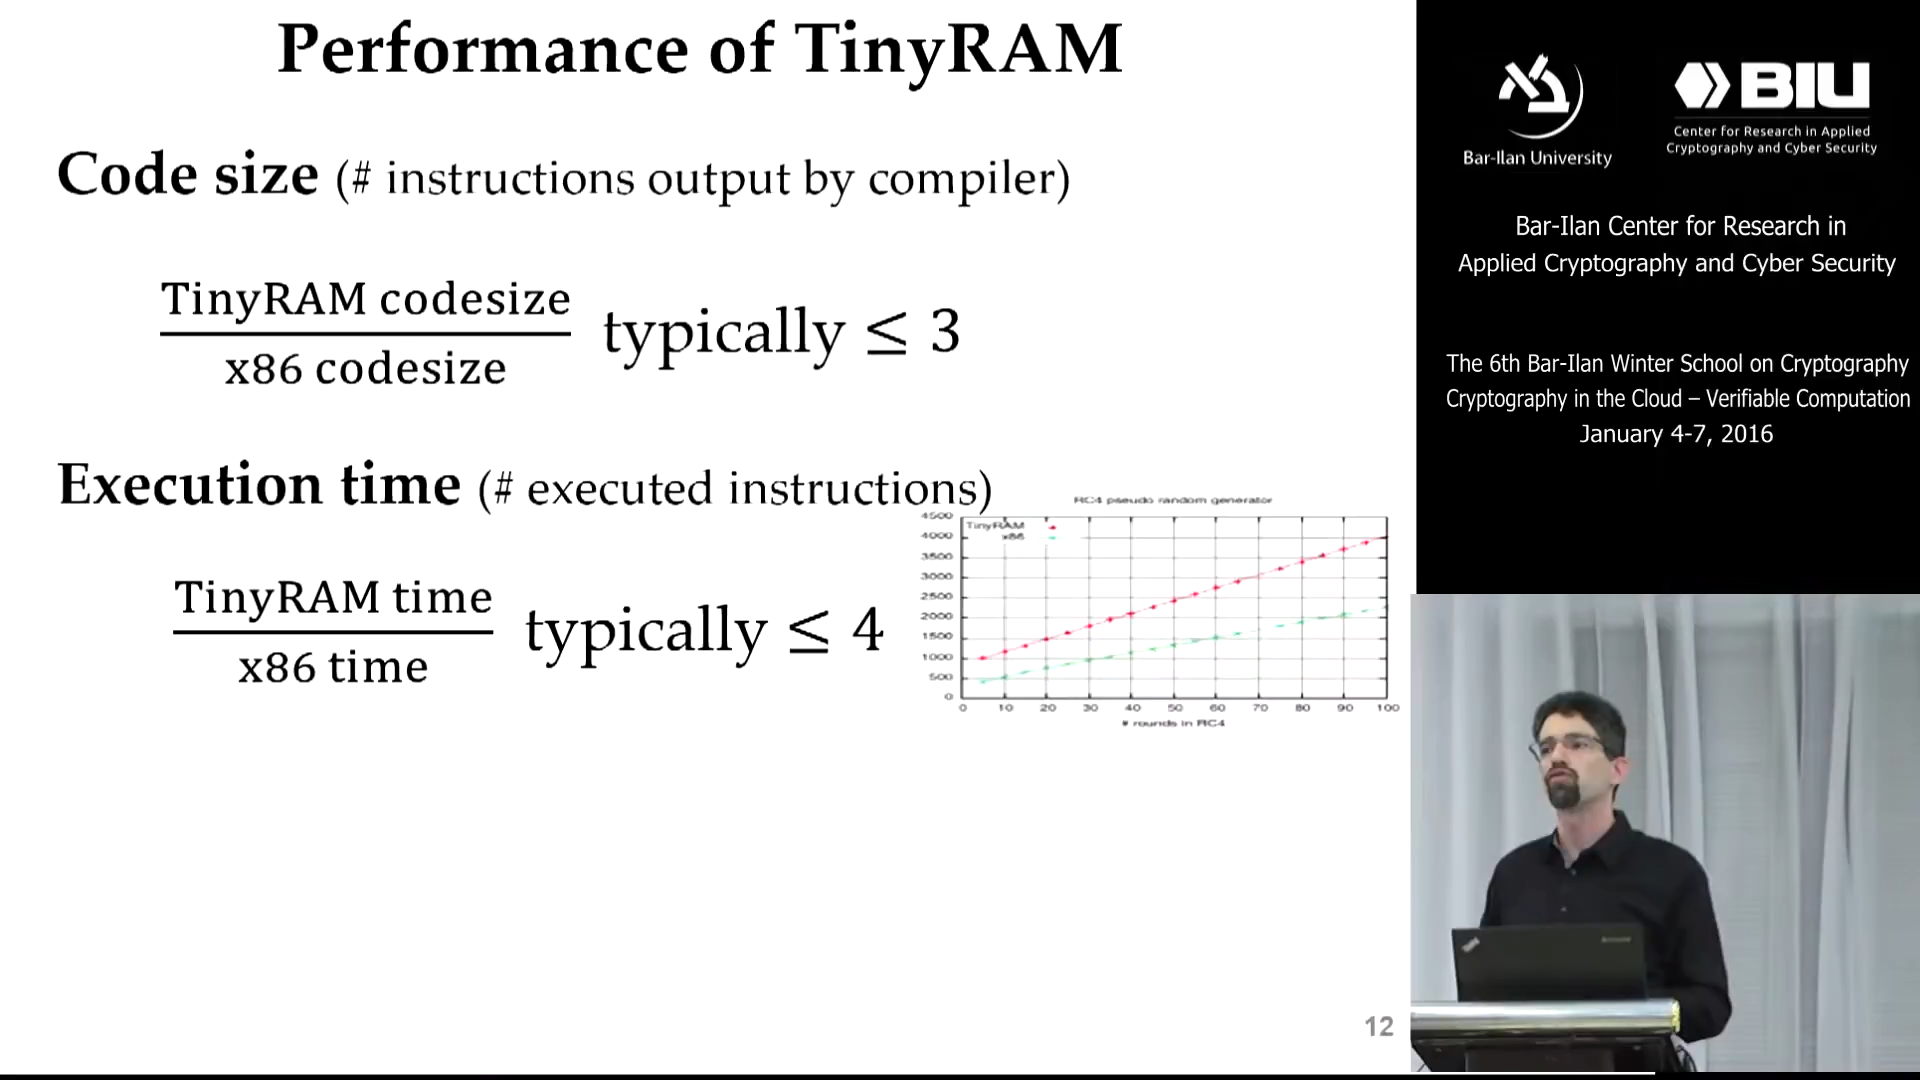 Performance of TinyRAM
Code size (# instructions output by compiler)
TinyRAM codesize
x86 codesize
typically ≤ 3
Execution time (# executed instructions)
TinyRAM time
x86 time
typically ≤ 4
RC4 pseudo random generator
4500
4000
3500
3000
2500
2000
1500
1000
500
0
TinyRAM
x86
0 10 20 30 40 50 60 70 80 90 100
# rounds in RC4
12
Bar-Ilan University
BIU
Center for Research in Applied
Cryptography and Cyber Security
Bar-Ilan Center for Research in
Applied Cryptography and Cyber Security
The 6th Bar-Ilan Winter School on Cryptography
Cryptography in the Cloud – Verifiable Computation
January 4-7, 2016